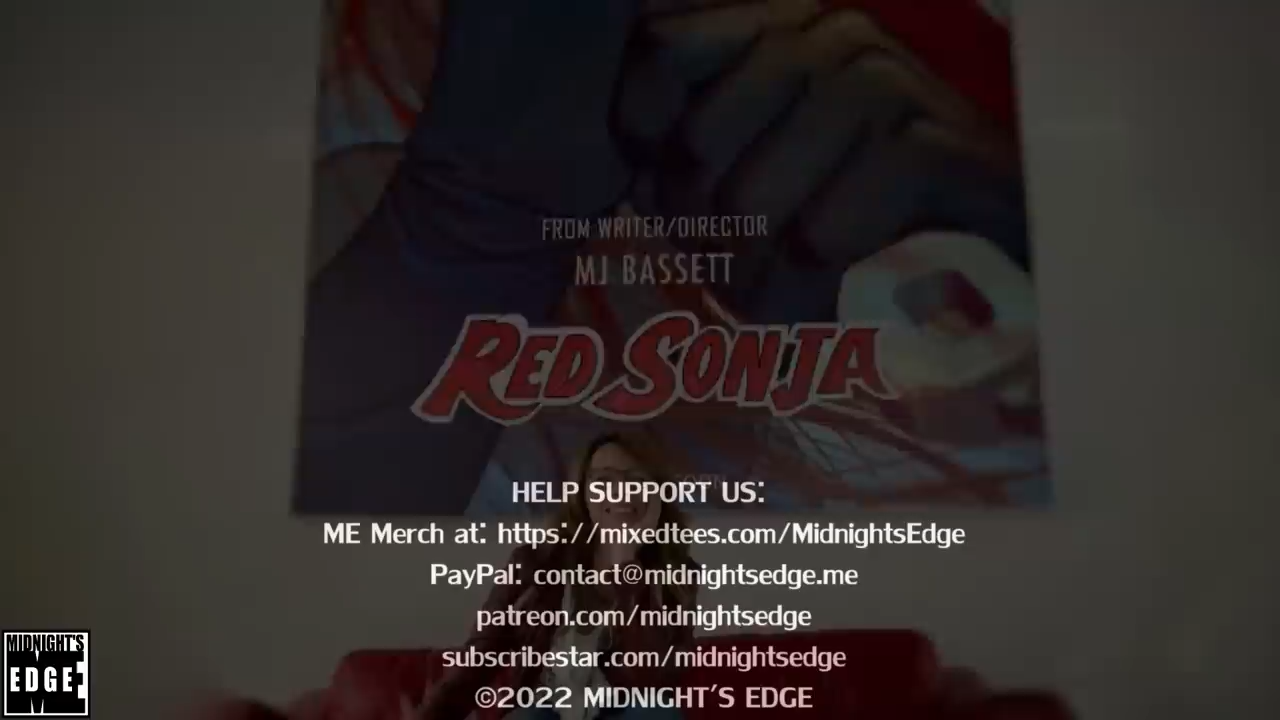 FROM WRITER/DIRECTOR
MJ BASSETT
RED SONJA
HELP SUPPORT US:
ME Merch at: https://mixedtees.com/MidnightsEdge
PayPal: contact@midnightsedge.me
patreon.com/midnightsedge
subscribestar.com/midnightsedge
©2022 MIDNIGHT'S EDGE
MIDNIGHT'S
ME
EDGE